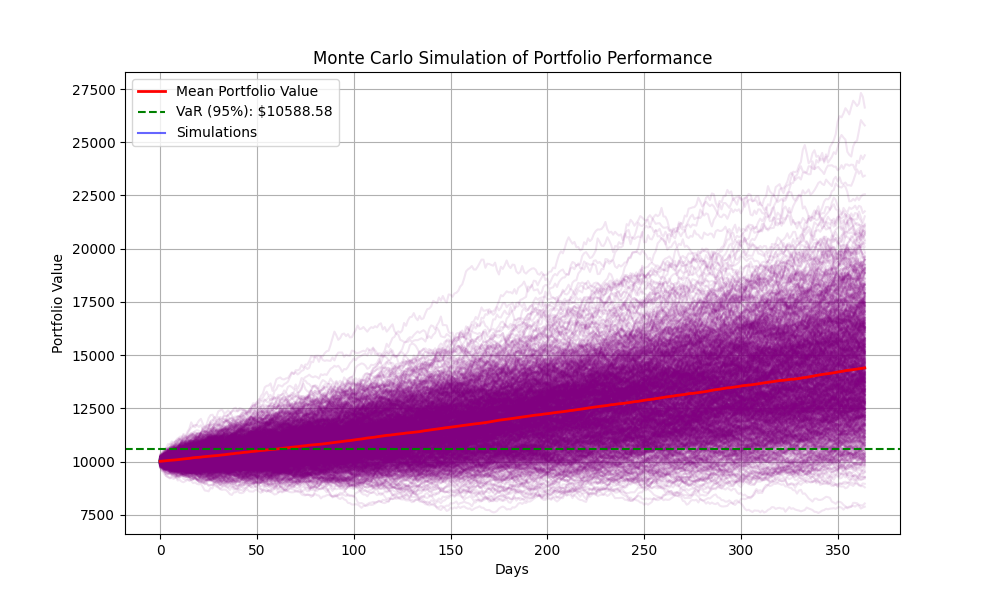 Monte Carlo Simulation of Portfolio Performance
Mean Portfolio Value
VaR (95%): $10588.58
Simulations
27500
25000
22500
20000
17500
15000
12500
10000
7500
Portfolio Value
0 50 100 150 200 250 300 350
Days